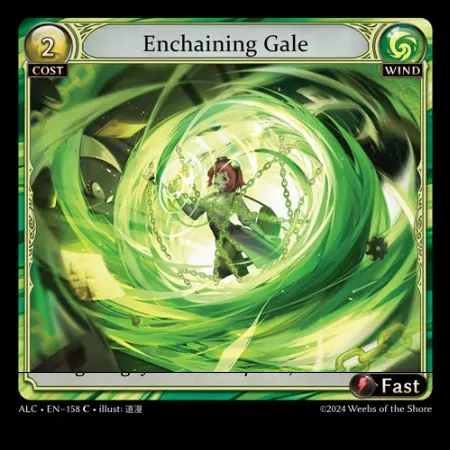 2
Enchaining Gale
COST
WIND
Fast
ALC • EN-158 C • illust: 道漫
©2024 Weebs of the Shore